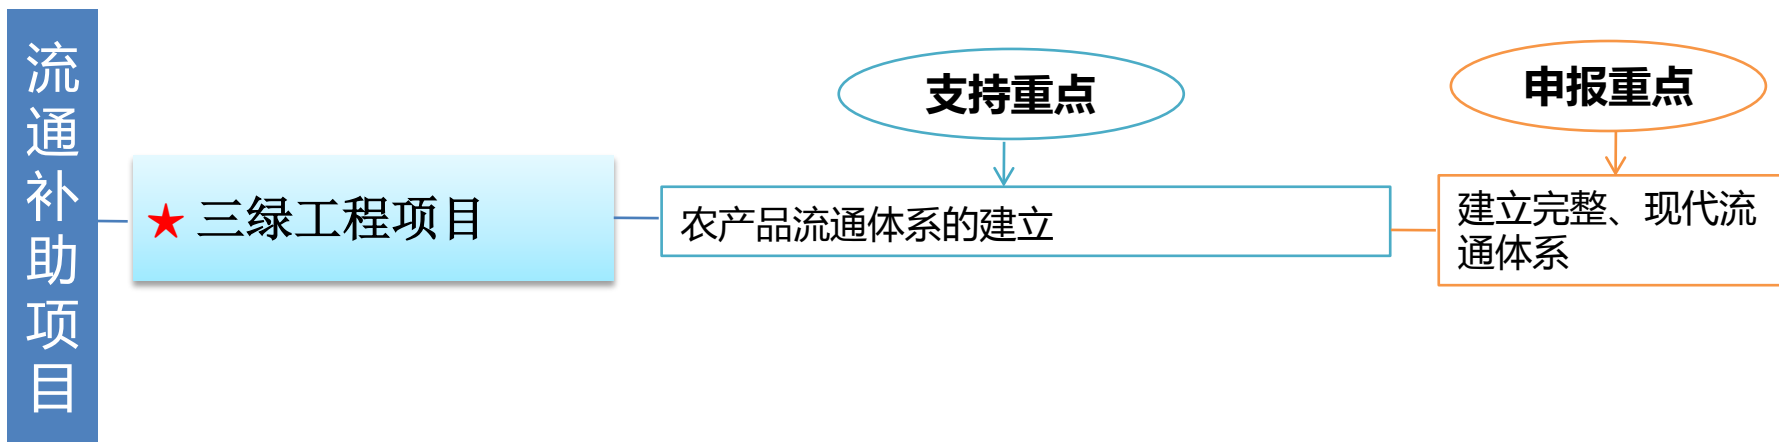 流通补助项目
支持重点
申报重点
★ 三绿工程项目
农产品流通体系的建立
建立完整、现代流
通体系